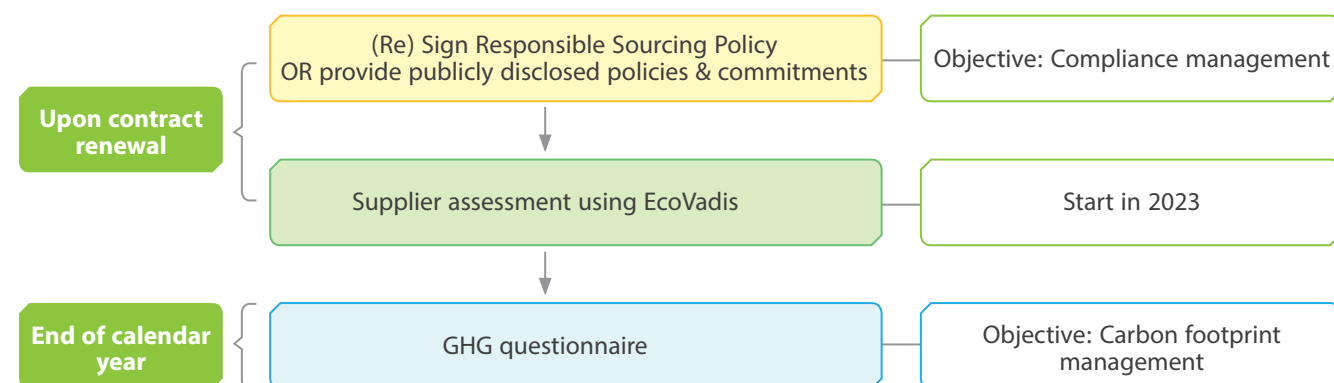 (Re) Sign Responsible Sourcing Policy
OR provide publicly disclosed policies & commitments
Objective: Compliance management
Upon contract
renewal
Supplier assessment using EcoVadis
Start in 2023
End of calendar
year
GHG questionnaire
Objective: Carbon footprint
management